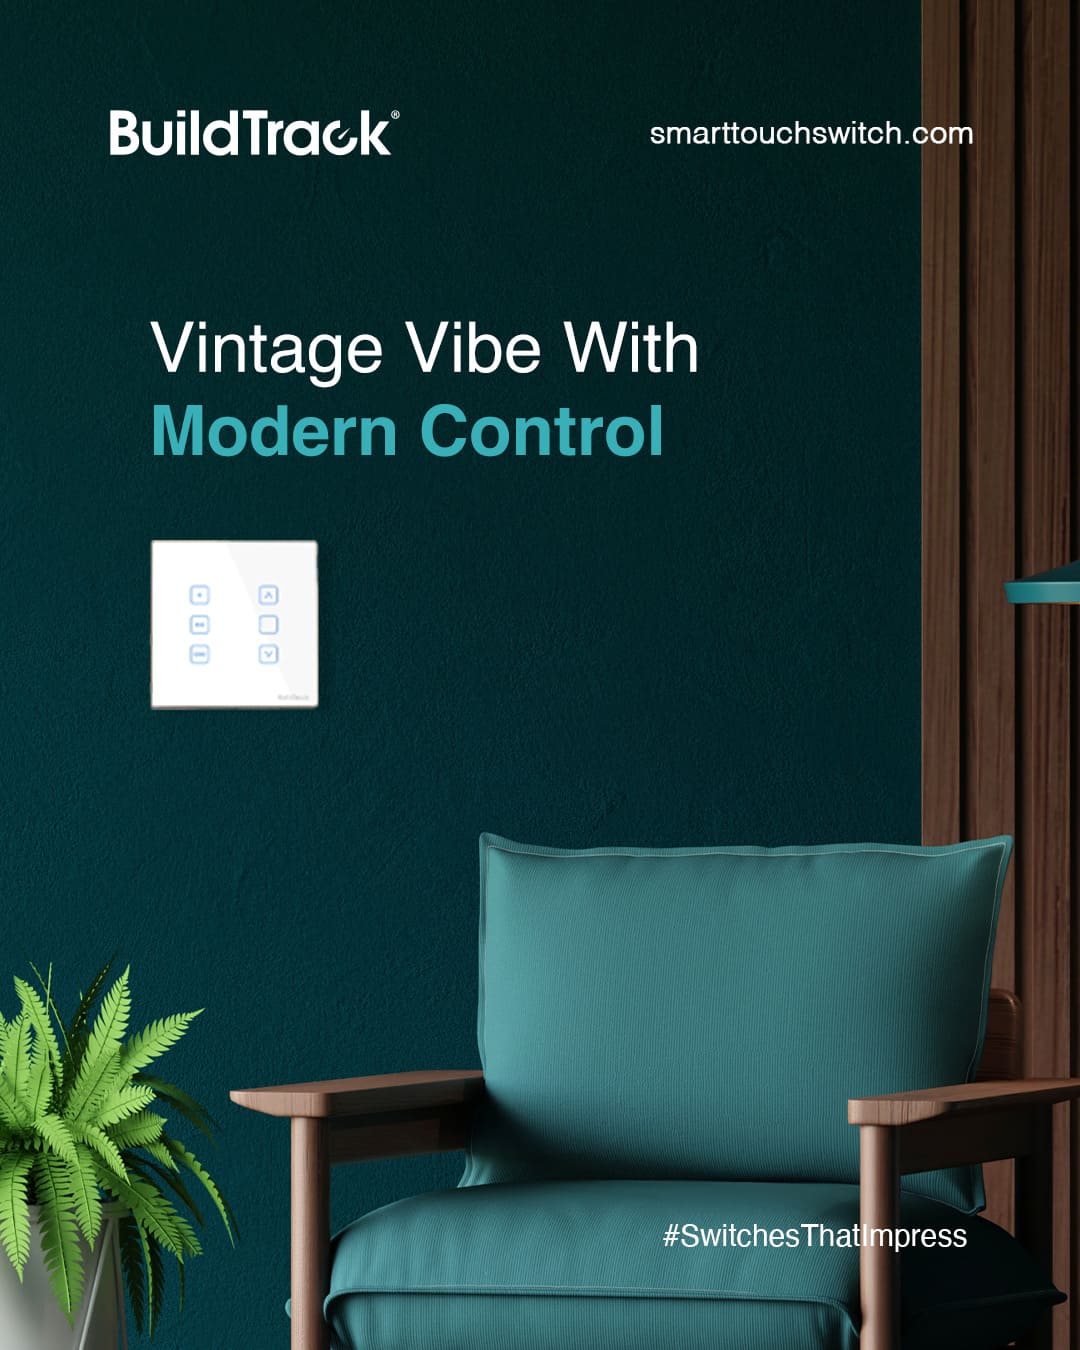 BuildTrack®
smarttouchswitch.com
Vintage Vibe With
Modern Control
#SwitchesThatImpress